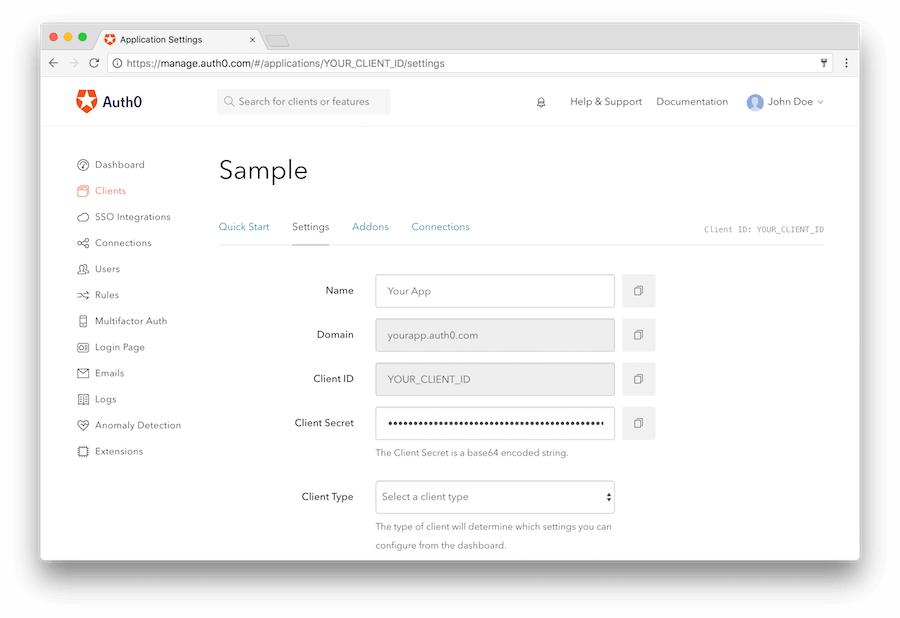 Application Settings
https://manage.auth0.com/#/applications/YOUR_CLIENT_ID/settings
Auth0
Search for clients or features
Help & Support
Documentation
John Doe
Dashboard
Clients
SSO Integrations
Connections
Users
Rules
Multifactor Auth
Login Page
Emails
Logs
Anomaly Detection
Extensions
Sample
Quick Start
Settings
Addons
Connections
Client ID: YOUR_CLIENT_ID
Name
Your App
Domain
yourapp.auth0.com
Client ID
YOUR_CLIENT_ID
Client Secret
The Client Secret is a base64 encoded string.
Client Type
Select a client type
The type of client will determine which settings you can
configure from the dashboard.